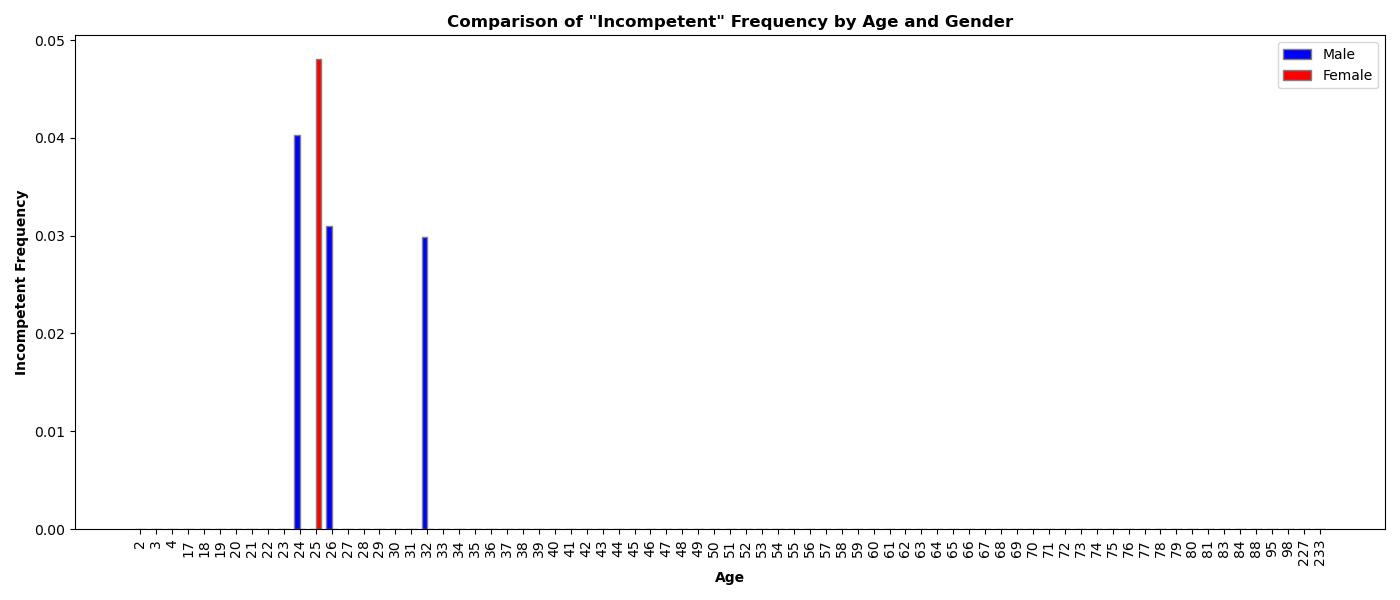 Comparison of "Incompetent" Frequency by Age and Gender
Male
Female
0.05
0.04
0.03
0.02
0.01
0.00
Incompetent Frequency
2 3 4 17 18 19 20 21 22 23 24 25 26 27 28 29 30 31 32 33 34 35 36 37 38 39 40 41 42 43 44 45 46 47 48 49 50 51 52 53 54 55 56 57 58 59 60 61 62 63 64 65 66 67 68 69 70 71 72 73 74 75 76 77 78 79 80 81 83 84 88 95 98 227 233
Age